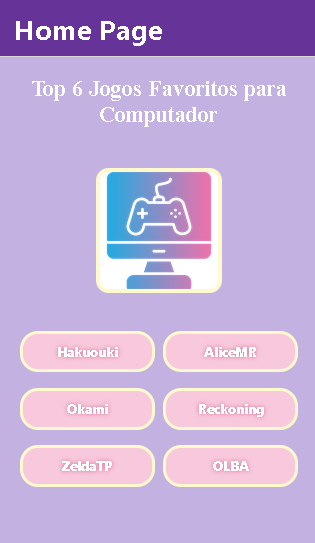 Home Page
Top 6 Jogos Favoritos para
Computador
Hakuouki
AliceMR
Okami
Reckoning
ZeldaTP
OLBA